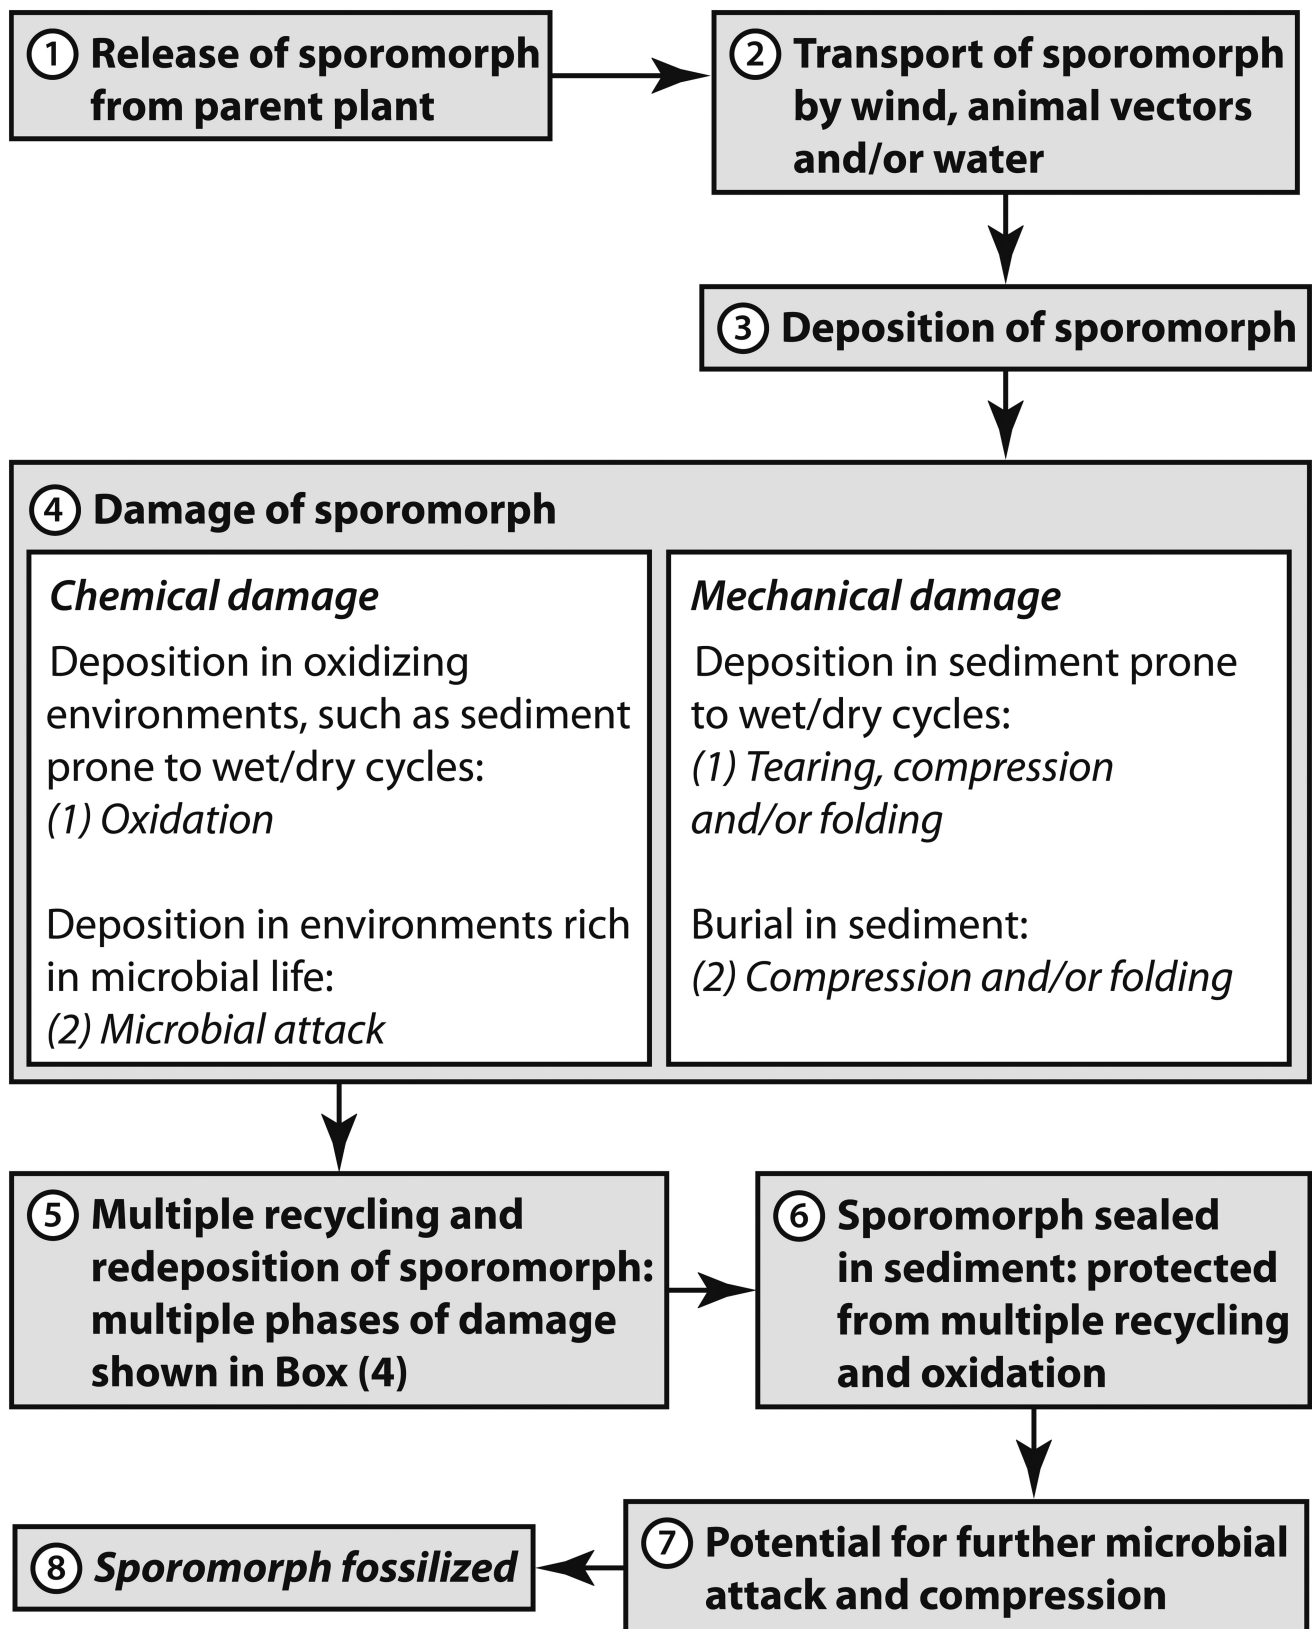 ① Release of sporomorph
from parent plant
② Transport of sporomorph
by wind, animal vectors
and/or water
③ Deposition of sporomorph
④ Damage of sporomorph
Chemical damage
Deposition in oxidizing
environments, such as sediment
prone to wet/dry cycles:
(1) Oxidation
Deposition in environments rich
in microbial life:
(2) Microbial attack
Mechanical damage
Deposition in sediment prone
to wet/dry cycles:
(1) Tearing, compression
and/or folding
Burial in sediment:
(2) Compression and/or folding
⑤ Multiple recycling and
redeposition of sporomorph:
multiple phases of damage
shown in Box (4)
⑥ Sporomorph sealed
in sediment: protected
from multiple recycling
and oxidation
⑦ Potential for further microbial
attack and compression
⑧ Sporomorph fossilized